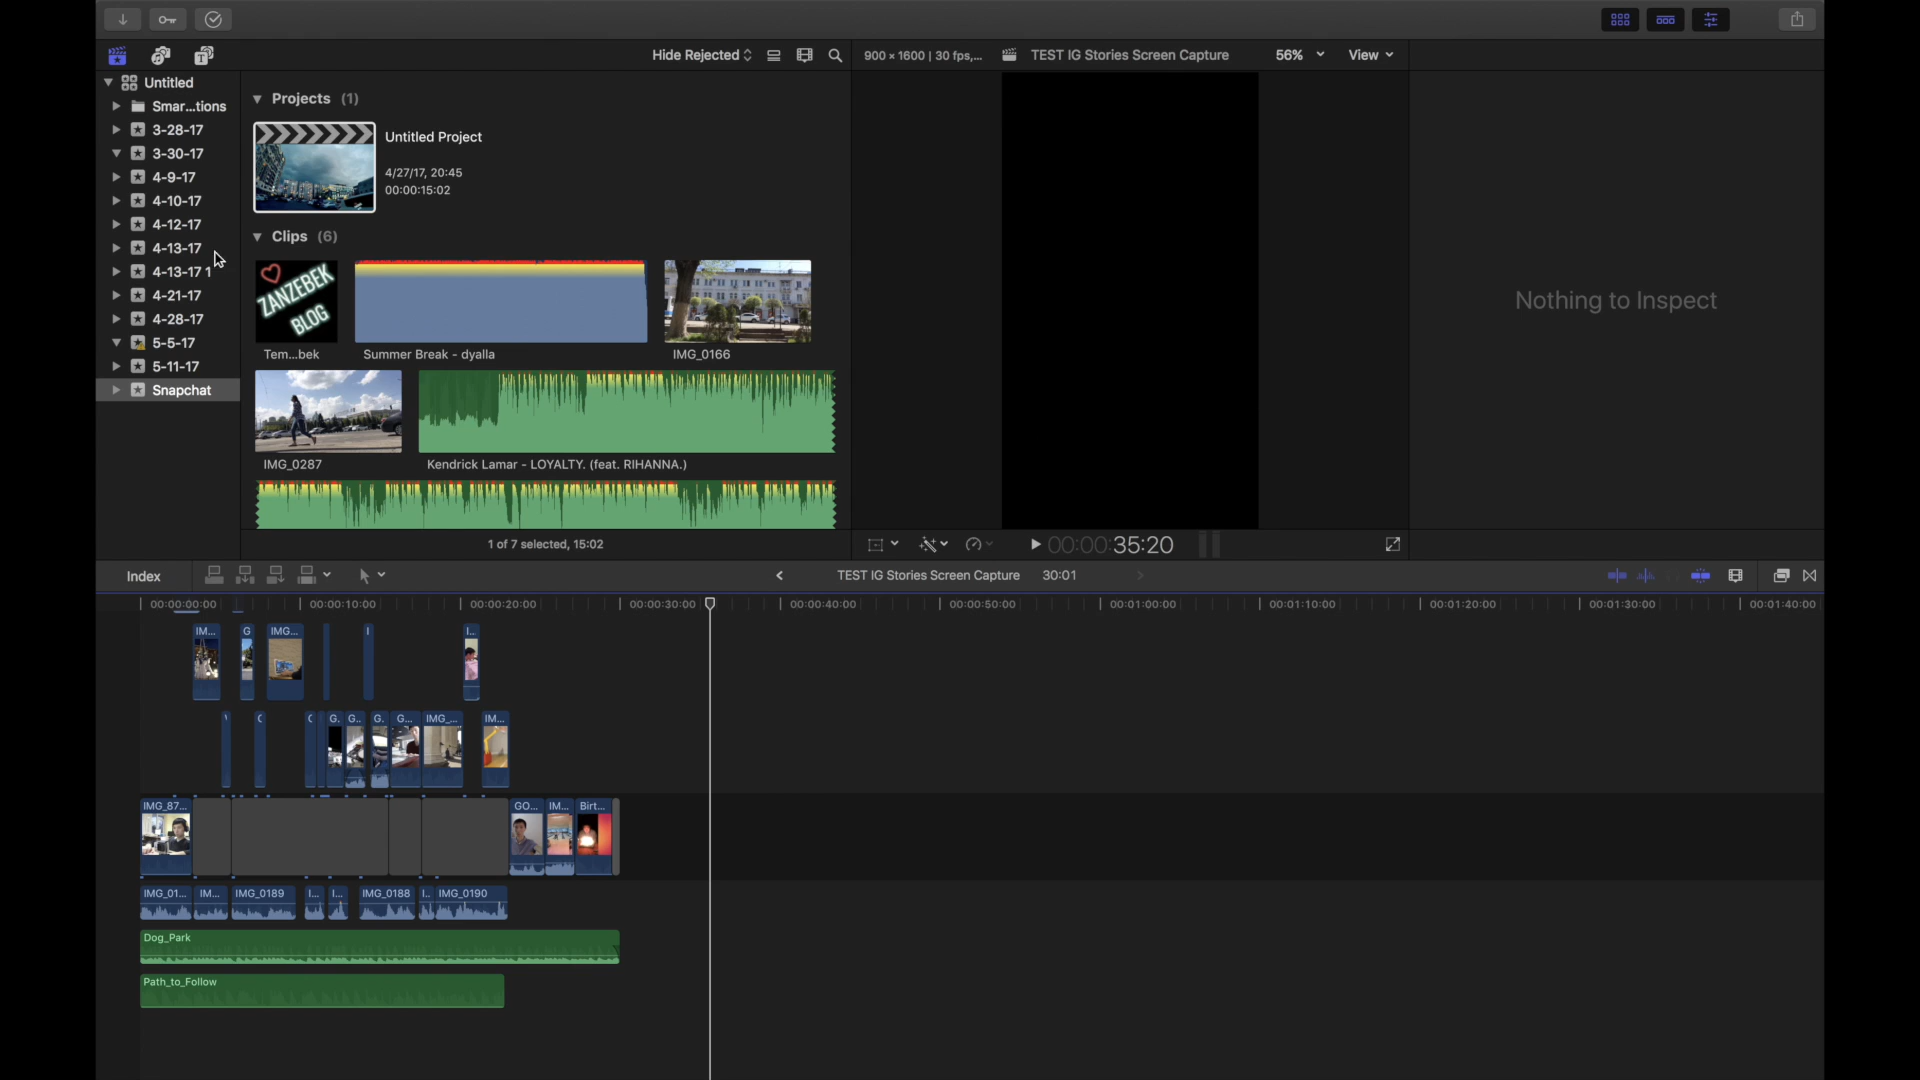 Hide Rejected
900 × 1600 | 30 fps,...
TEST IG Stories Screen Capture
56%
View
Untitled
Smar...tions
3-28-17
3-30-17
4-9-17
4-10-17
4-12-17
4-13-17
4-13-17 1
4-21-17
4-28-17
5-5-17
5-11-17
Snapchat
Projects (1)
Untitled Project
4/27/17, 20:45
00:00:15:02
Clips (6)
ZANZEBEK
BLOG
Tem...bek
Summer Break - dyalla
IMG_0166
IMG_0287
Kendrick Lamar - LOYALTY. (feat. RIHANNA.)
1 of 7 selected, 15:02
Nothing to Inspect
00:00:35:20
Index
TEST IG Stories Screen Capture
30:01
00:00:00:00
00:00:10:00
00:00:20:00
00:00:30:00
00:00:40:00
00:00:50:00
00:01:00:00
00:01:10:00
00:01:20:00
00:01:30:00
00:01:40:00
IM...
G
IMG...
I
I...
G.
G..
G.
G...
IMG_...
IM...
IMG_87...
GO...
IM...
Birt...
IMG_01...
IM...
IMG_0189
I...
I...
IMG_0188
I..
IMG_0190
Dog_Park
Path_to_Follow